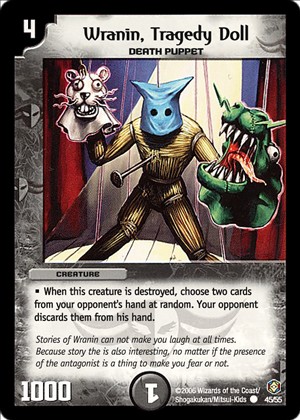 4
Wranin, Tragedy Doll
DEATH PUPPET
CREATURE
▪ When this creature is destroyed, choose two
cards from your opponent's hand at random. Your opponent
discards them from his hand.
Stories of Wranin can not make you laugh at all times.
Because story the is also interesting, no matter if the presence
of the antagonist is a thing to make you fear or not.
1000
1
©2006 Wizards of the Coast/
Shogakukan/Mitsui-Kids
45/55